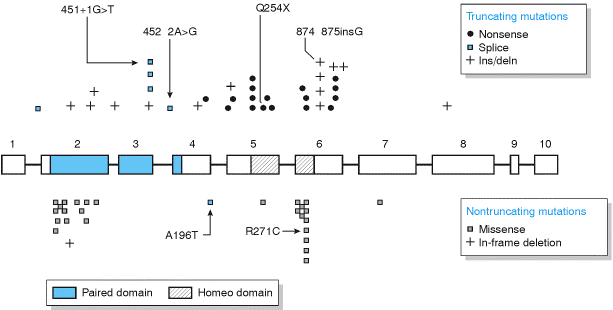 451+1G>T
452 2A>G
Q254X
874 875insG
Truncating mutations
Nonsense
Splice
Ins/deln
1 2 3 4 5 6 7 8 9 10
A196T
R271C
Nontruncating mutations
Missense
In-frame deletion
Paired domain
Homeo domain